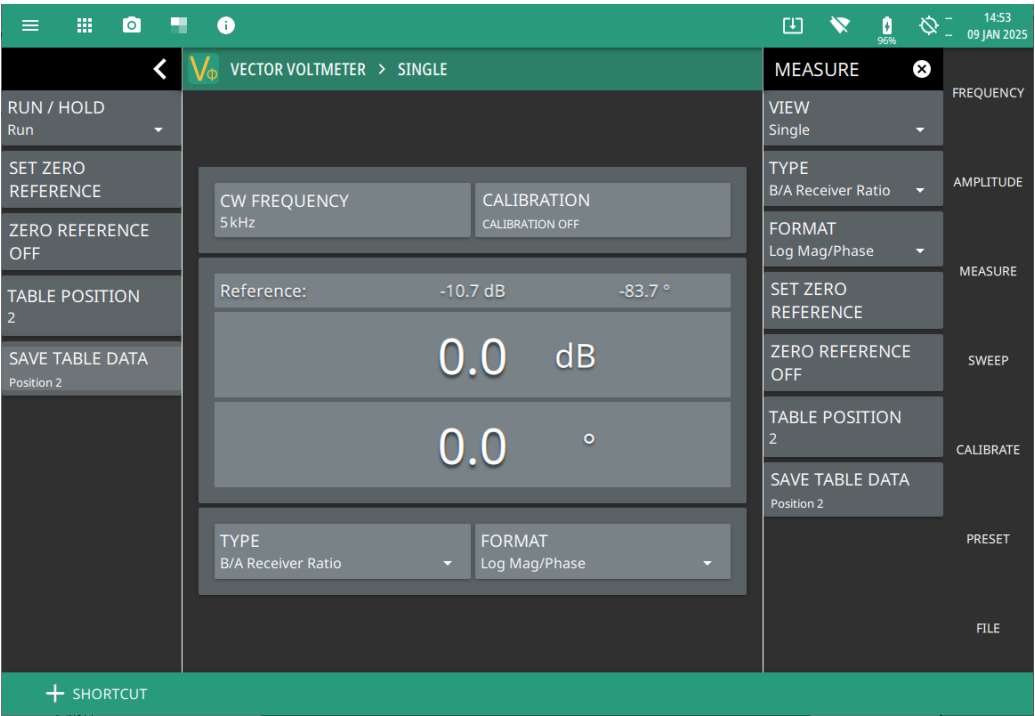 14:53
96%
09 JAN 2025
RUN / HOLD
Run
SET ZERO
REFERENCE
ZERO REFERENCE
OFF
TABLE POSITION
2
SAVE TABLE DATA
Position 2
VΦ VECTOR VOLTMETER > SINGLE
CW FREQUENCY
5 kHz
CALIBRATION
CALIBRATION OFF
Reference: -10.7 dB -83.7 °
0.0 dB
0.0 °
TYPE
B/A Receiver Ratio
FORMAT
Log Mag/Phase
MEASURE
VIEW
Single
TYPE
B/A Receiver Ratio
FORMAT
Log Mag/Phase
SET ZERO
REFERENCE
ZERO REFERENCE
OFF
TABLE POSITION
2
SAVE TABLE DATA
Position 2
FREQUENCY
AMPLITUDE
MEASURE
SWEEP
CALIBRATE
PRESET
FILE
SHORTCUT